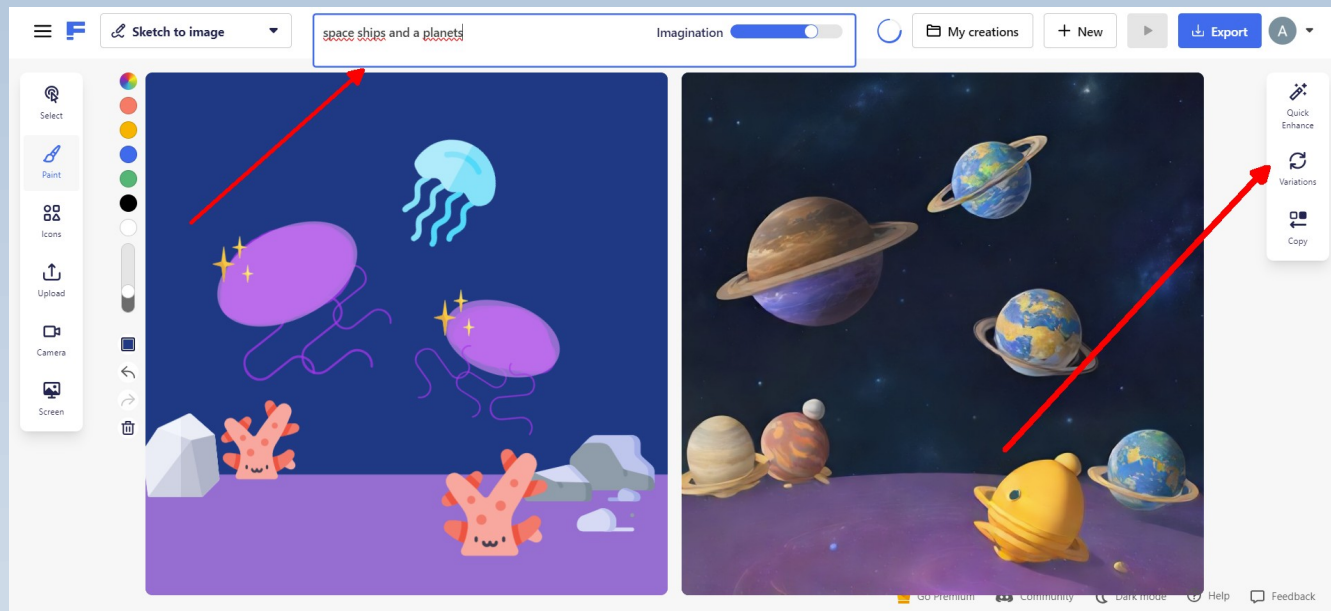 Sketch to image
space ships and a planets
Imagination
My creations
+ New
Export
A
Select
Paint
Icons
Upload
Camera
Screen
Quick
Enhance
Variations
Copy
Go Premium
Community
Dark mode
Help
Feedback